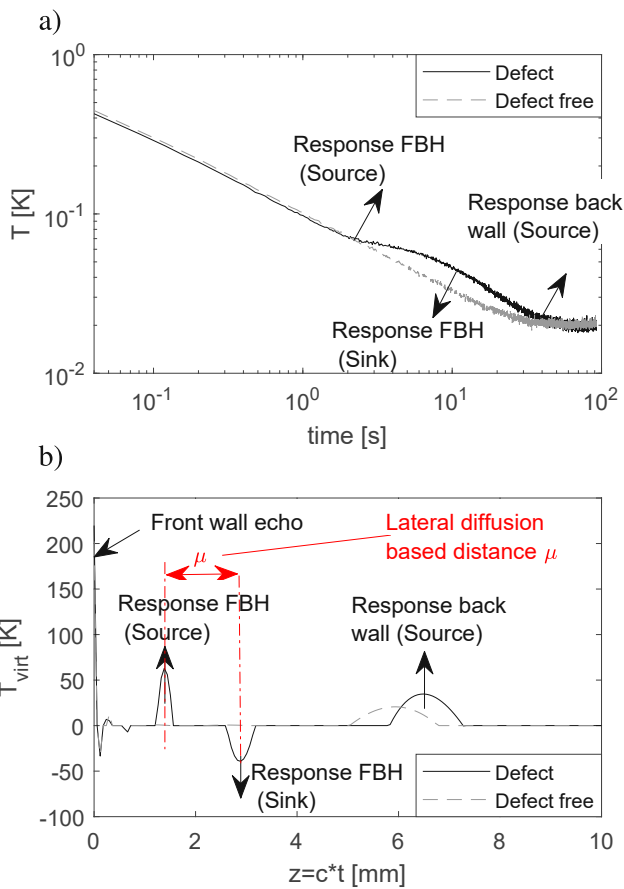 a)
10^0
Defect
Defect free
Response FBH
(Source)
Response back
wall (Source)
T [K]
10^-1
Response FBH
(Sink)
10^-2
10^-1
10^0
10^1
10^2
time [s]
b)
250
200
150
100
50
0
-50
-100
T_virt [K]
Front wall echo
μ
Lateral diffusion
based distance μ
Response FBH
(Source)
Response back
wall (Source)
Response FBH
(Sink)
Defect
Defect free
0
2
4
6
8
10
z=c*t [mm]